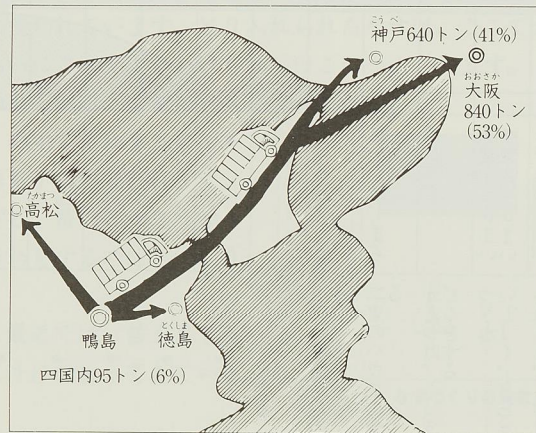 こうべ
神戸640トン(41%)
おおさか
大阪
840トン
(53%)
たかまつ
高松
鴨島
とくしま
徳島
四国内95トン(6%)